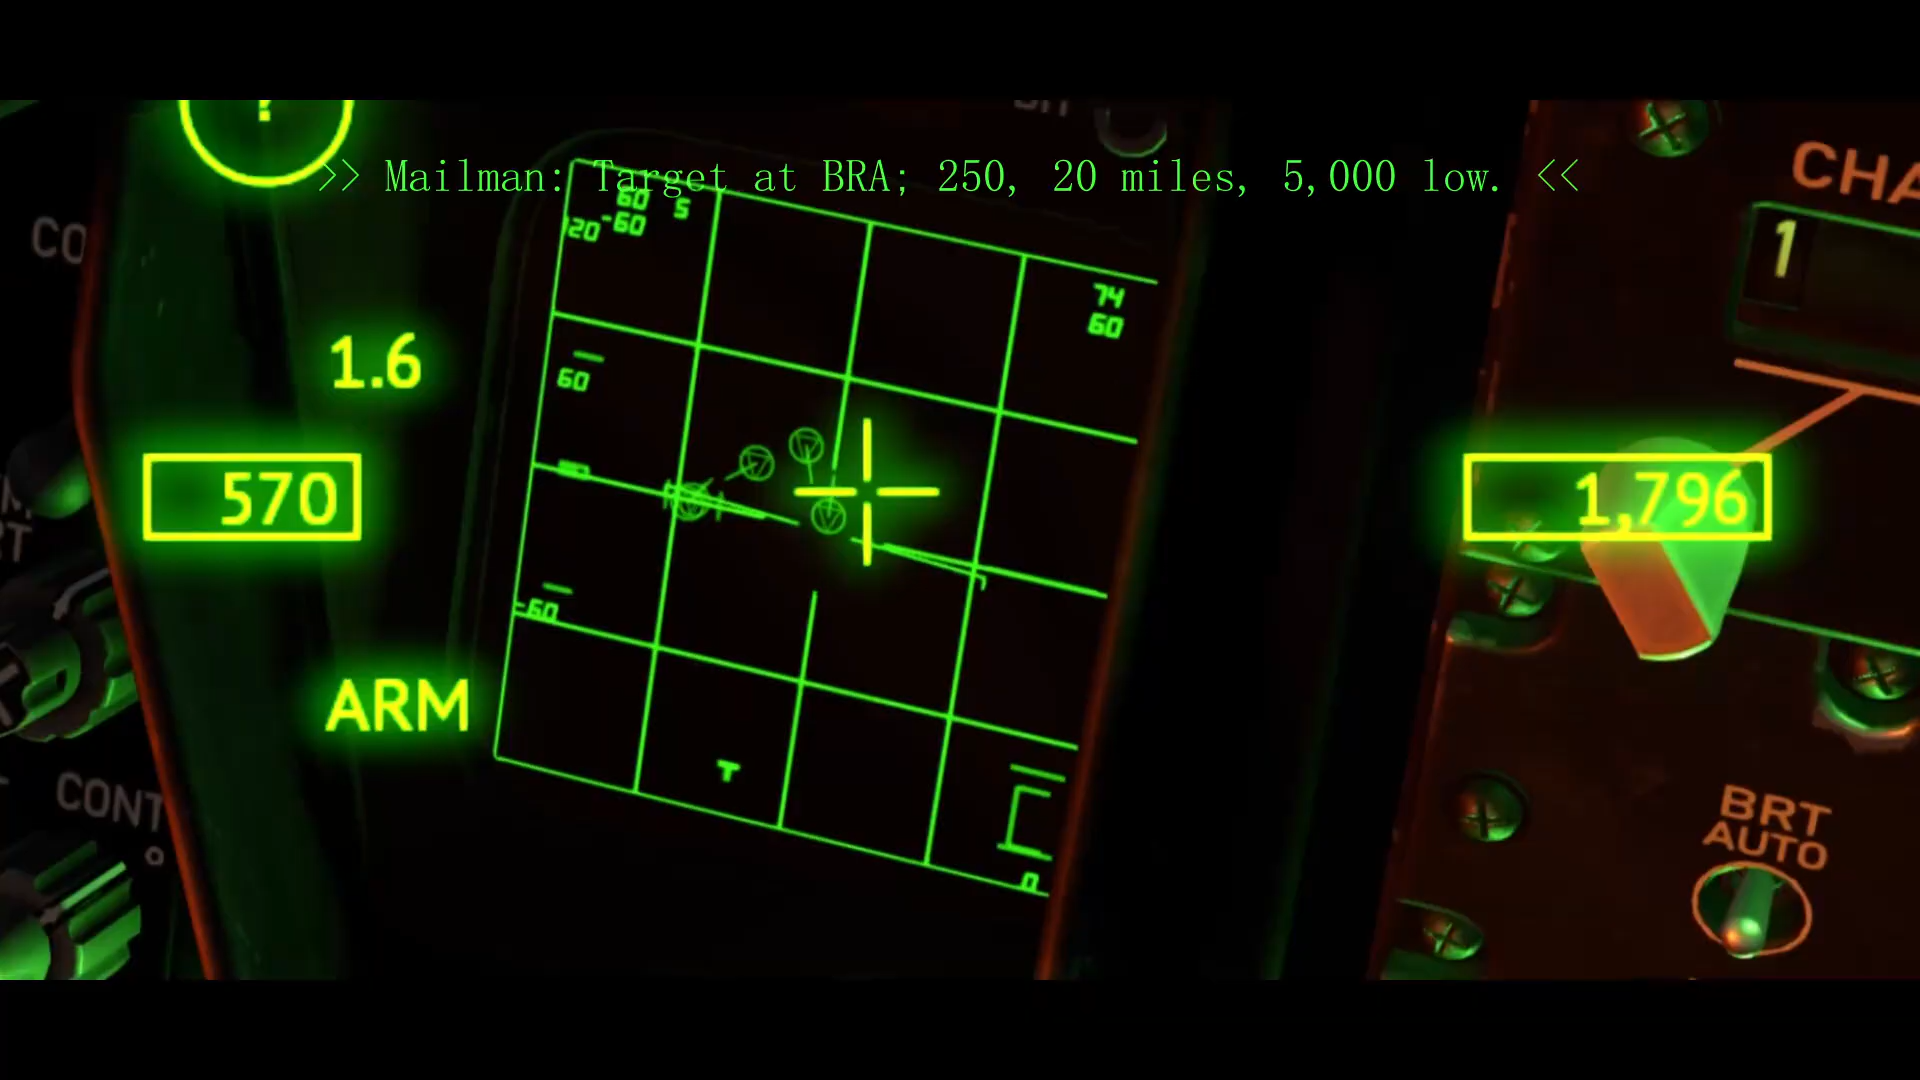 >> Mailman: Target at BRA; 250, 20 miles, 5,000 low. <<
CHA
1
60 S
120 -60
74
60
CO
1.6
60
570
1,796
-60
ARM
T
CONT
BRT
AUTO
0